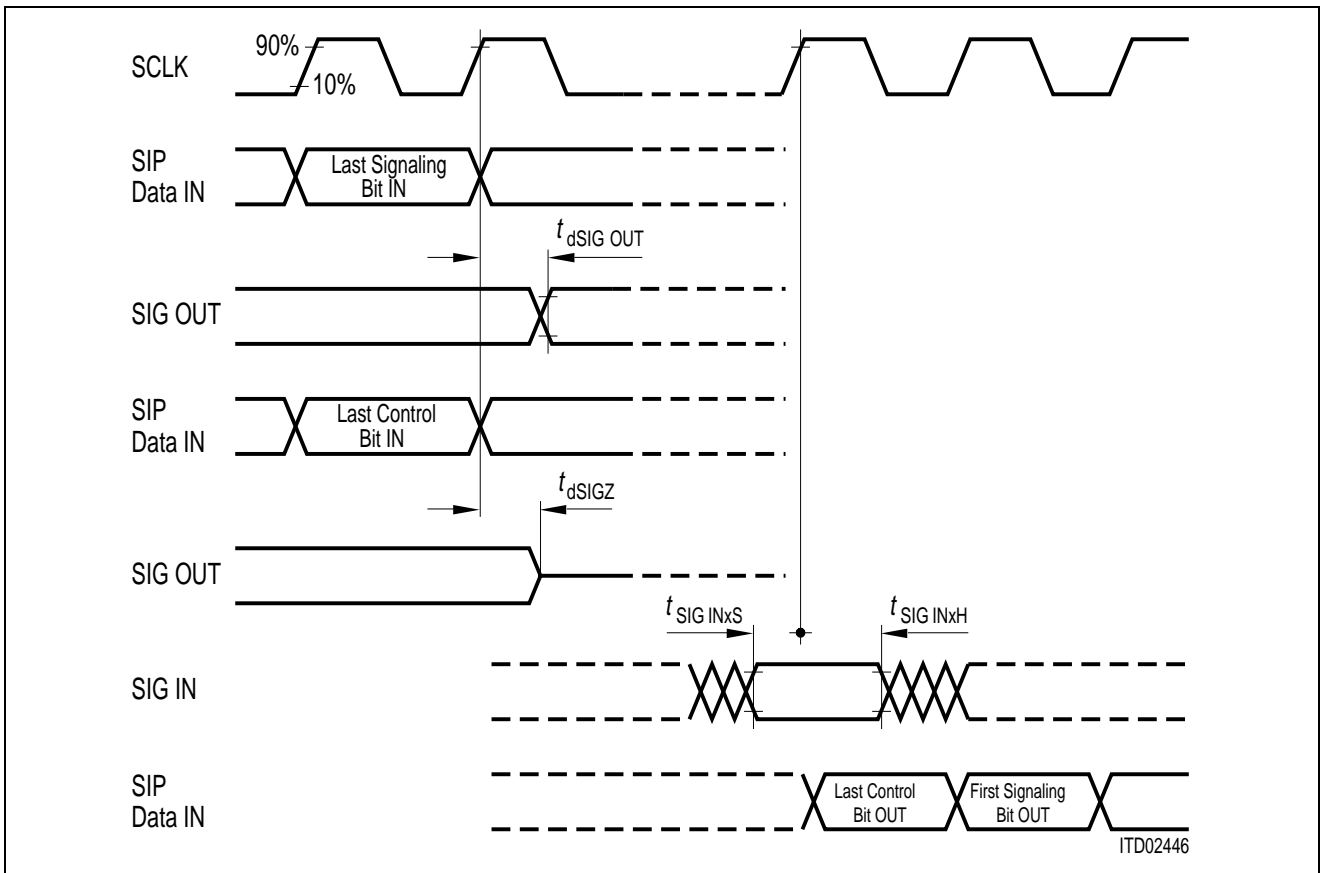 90%
SCLK
10%
SIP
Data IN
Last Signaling
Bit IN
t dSIG OUT
SIG OUT
SIP
Data IN
Last Control
Bit IN
t dSIGZ
SIG OUT
t SIG INxS
t SIG INxH
SIG IN
SIP
Data IN
Last Control
Bit OUT
First Signaling
Bit OUT
ITD02446